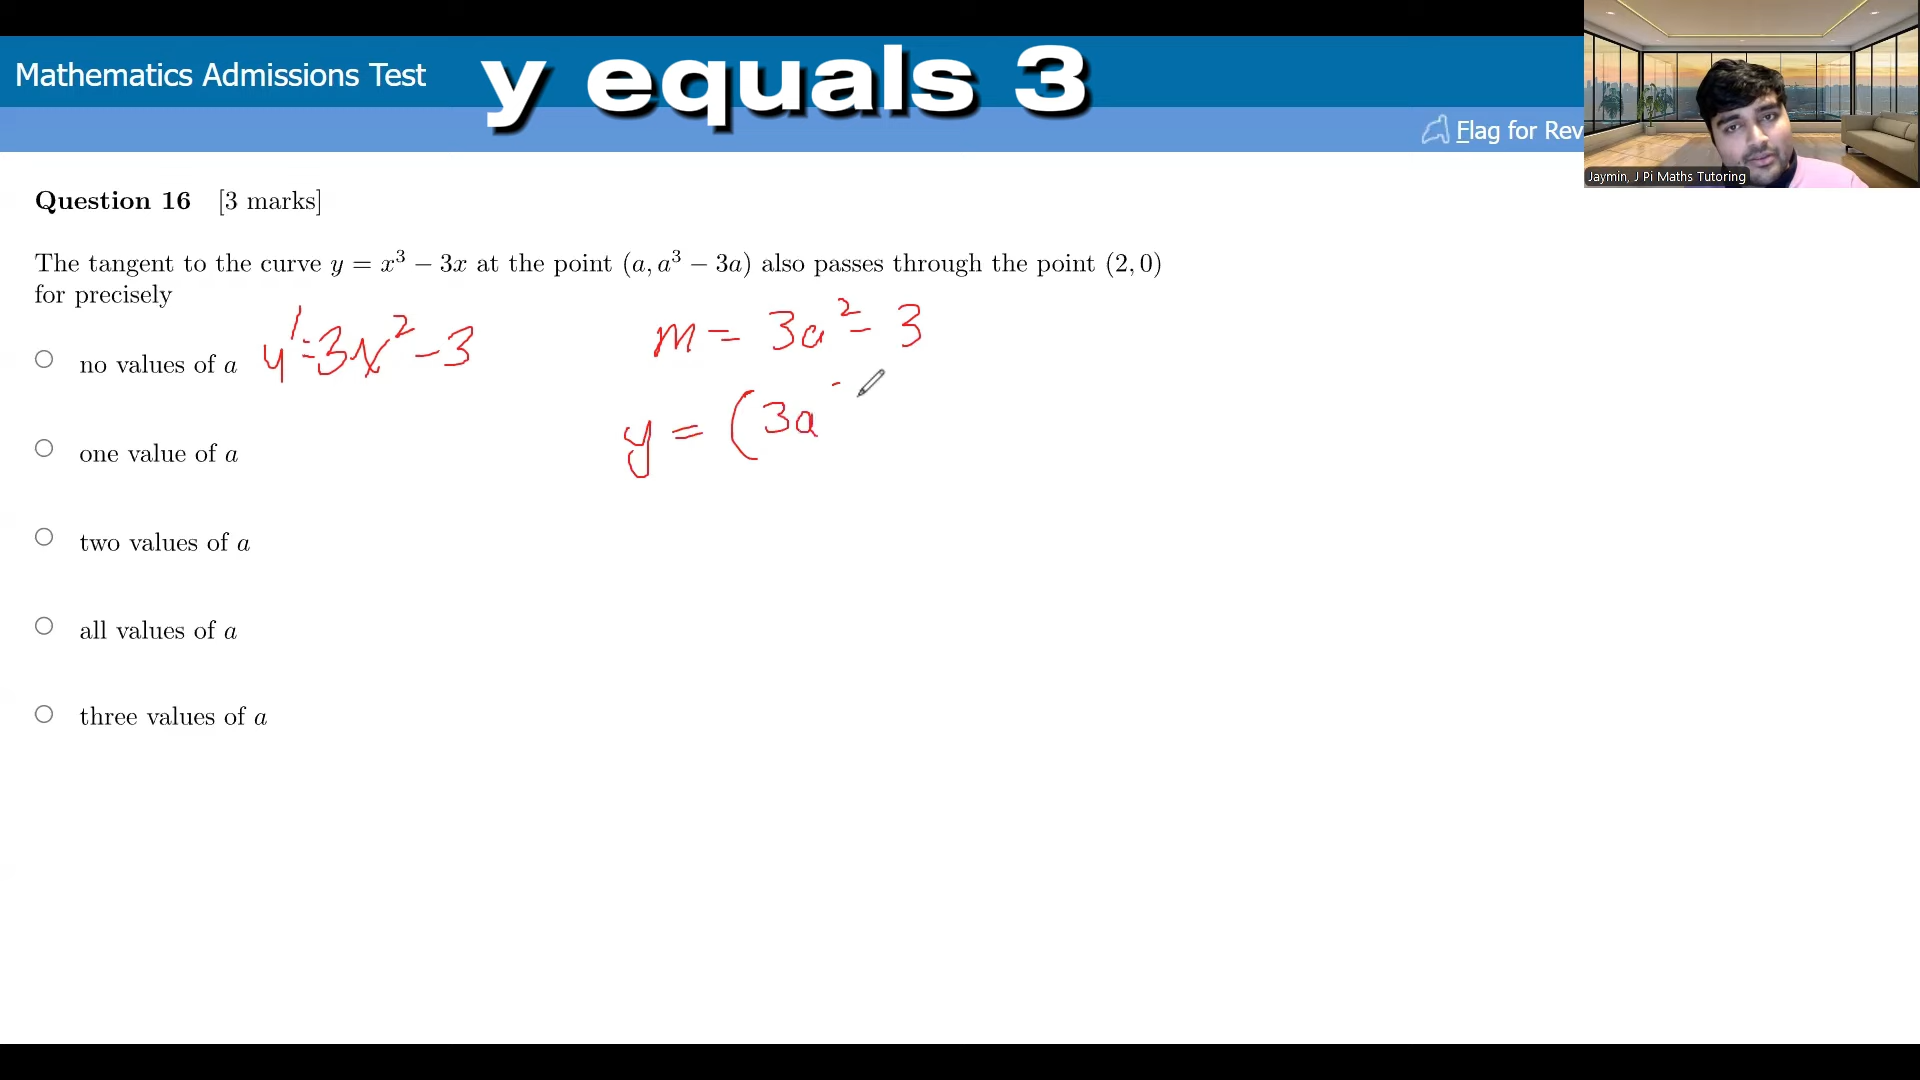 Mathematics Admissions Test
y equals 3
Flag for Rev
Jaymin, J Pi Maths Tutoring
Question 16 [3 marks]
The tangent to the curve y = x³ − 3x at the point (a, a³ − 3a) also passes through the point (2, 0)
for precisely
y' = 3x² − 3
m = 3a² − 3
y = (3a
no values of a
one value of a
two values of a
all values of a
three values of a